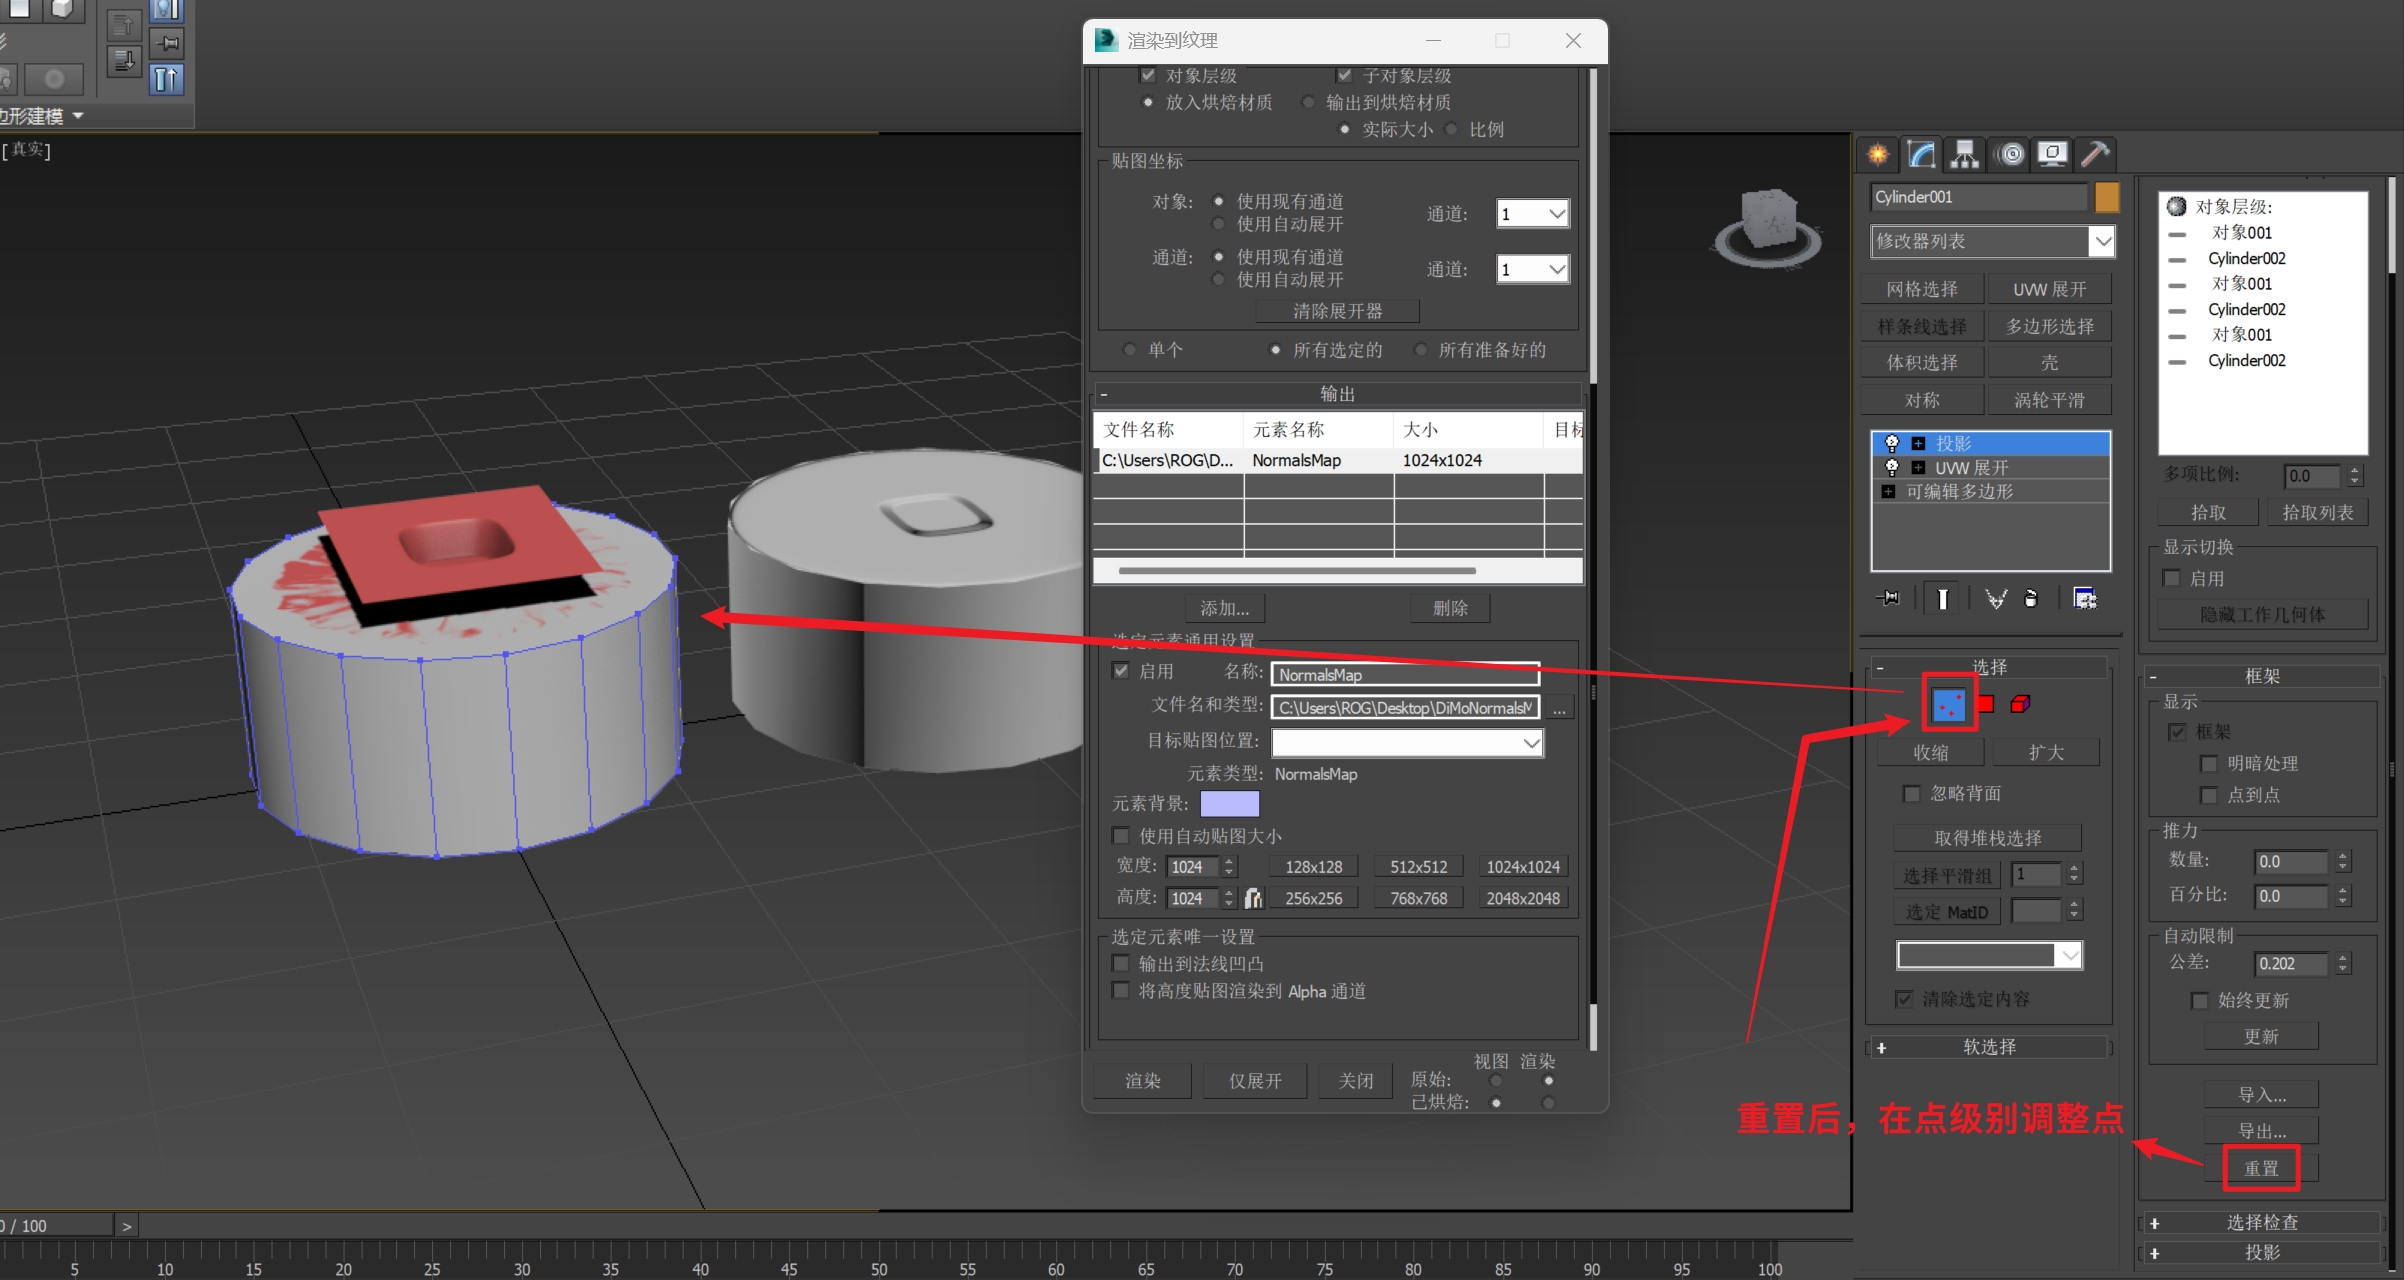 边形建模
[真实]
渲染到纹理
对象层级 子对象层级
放入烘焙材质 输出到烘焙材质
实际大小 比例
贴图坐标
对象: 使用现有通道 通道: 1
使用自动展开
通道: 使用现有通道 通道: 1
使用自动展开
清除展开器
单个 所有选定的 所有准备好的
- 输出
文件名称 元素名称 大小 目标
C:\Users\ROG\D... NormalsMap 1024x1024
添加... 删除
选定元素通用设置
启用 名称: NormalsMap
文件名和类型: C:\Users\ROG\Desktop\DiMoNormalsM ...
目标贴图位置:
元素类型: NormalsMap
元素背景:
使用自动贴图大小
宽度: 1024 128x128 512x512 1024x1024
高度: 1024 256x256 768x768 2048x2048
选定元素唯一设置
输出到法线凹凸
将高度贴图渲染到 Alpha 通道
视图 渲染
渲染 仅展开 关闭 原始:
已烘焙:
Cylinder001
修改器列表
网格选择 UVW 展开
样条线选择 多边形选择
体积选择 壳
对称 涡轮平滑
投影
UVW 展开
可编辑多边形
- 选择
收缩 扩大
忽略背面
取得堆栈选择
选择平滑组 1
选定 MatID
清除选定内容
+ 软选择
对象层级:
对象001
Cylinder002
对象001
Cylinder002
对象001
Cylinder002
多项比例: 0.0
拾取 拾取列表
显示切换
启用
隐藏工作几何体
- 框架
显示
框架
明暗处理
点到点
推力
数量: 0.0
百分比: 0.0
自动限制
公差: 0.202
始终更新
更新
导入...
导出...
重置
+ 选择检查
+ 投影
重置后，在点级别调整点
0 / 100 >
5 10 15 20 25 30 35 40 45 50 55 60 65 70 75 80 85 90 95 100